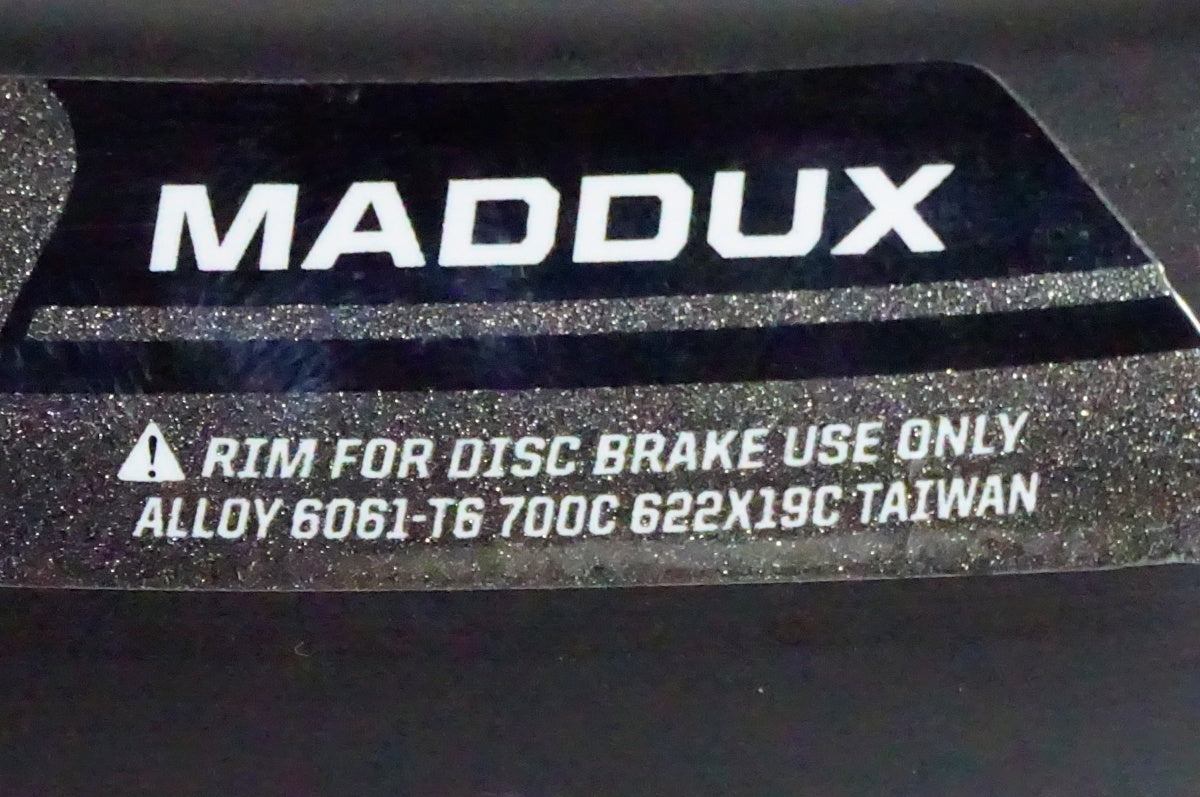 MADDUX
RIM FOR DISC BRAKE USE ONLY
ALLOY 6061-T6 700C 622X19C TAIWAN